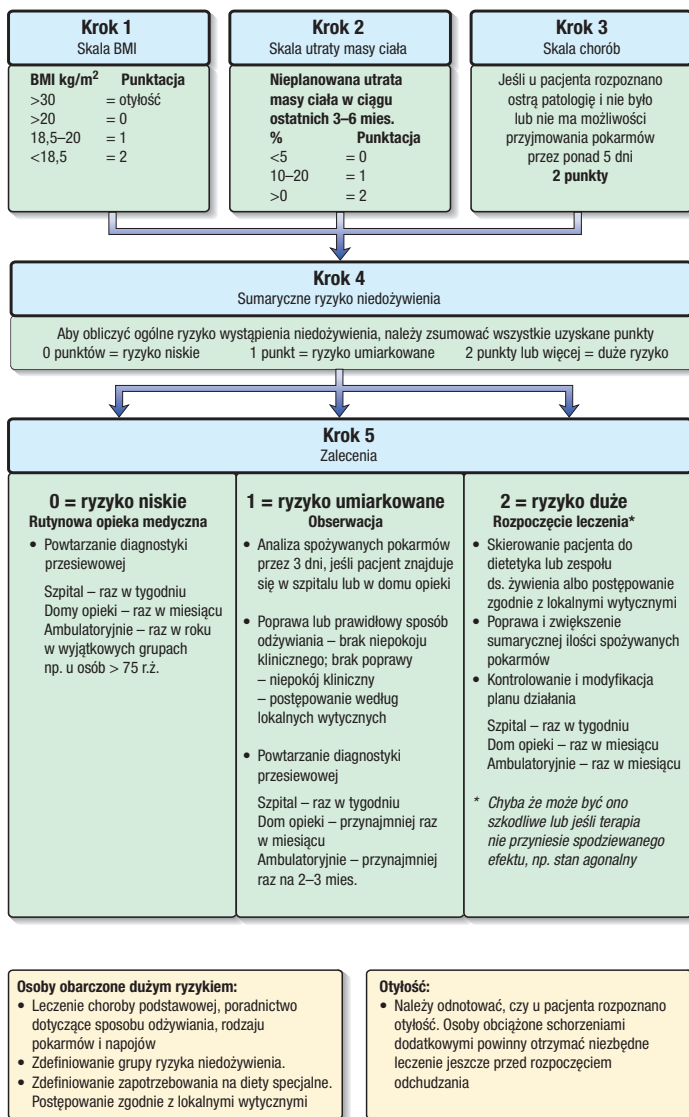 Krok 1
Skala BMI
BMI kg/m² Punktacja
>30 = otyłość
>20 = 0
18,5–20 = 1
<18,5 = 2
Krok 2
Skala utraty masy ciała
Nieplanowana utrata
masy ciała w ciągu
ostatnich 3–6 mies.
% Punktacja
<5 = 0
10–20 = 1
>0 = 2
Krok 3
Skala chorób
Jeśli u pacjenta rozpoznano
ostrą patologię i nie było
lub nie ma możliwości
przyjmowania pokarmów
przez ponad 5 dni
2 punkty
Krok 4
Sumaryczne ryzyko niedożywienia
Aby obliczyć ogólne ryzyko wystąpienia niedożywienia, należy zsumować wszystkie uzyskane punkty
0 punktów = ryzyko niskie 1 punkt = ryzyko umiarkowane 2 punkty lub więcej = duże ryzyko
Krok 5
Zalecenia
0 = ryzyko niskie
Rutynowa opieka medyczna
• Powtarzanie diagnostyki
przesiewowej
Szpital – raz w tygodniu
Domy opieki – raz w miesiącu
Ambulatoryjnie – raz w roku
w wyjątkowych grupach
np. u osób > 75 r.ż.
1 = ryzyko umiarkowane
Obserwacja
• Analiza spożywanych pokarmów
przez 3 dni, jeśli pacjent znajduje
się w szpitalu lub w domu opieki
• Poprawa lub prawidłowy sposób
odżywiania – brak niepokoju
klinicznego; brak poprawy
– niepokój kliniczny
– postępowanie według
lokalnych wytycznych
• Powtarzanie diagnostyki
przesiewowej
Szpital – raz w tygodniu
Dom opieki – przynajmniej raz
w miesiącu
Ambulatoryjnie – przynajmniej
raz na 2–3 mies.
2 = ryzyko duże
Rozpoczęcie leczenia*
• Skierowanie pacjenta do
dietetyka lub zespołu
ds. żywienia albo postępowanie
zgodnie z lokalnymi wytycznymi
• Poprawa i zwiększenie
sumarycznej ilości spożywanych
pokarmów
• Kontrolowanie i modyfikacja
planu działania
Szpital – raz w tygodniu
Dom opieki – raz w miesiącu
Ambulatoryjnie – raz w miesiącu
* Chyba że może być ono
szkodliwe lub jeśli terapia
nie przyniesie spodziewanego
efektu, np. stan agonalny
Osoby obarczone dużym ryzykiem:
• Leczenie choroby podstawowej, poradnictwo
dotyczące sposobu odżywiania, rodzaju
pokarmów i napojów
• Zdefiniowanie grupy ryzyka niedożywienia.
• Zdefiniowanie zapotrzebowania na diety specjalne.
Postępowanie zgodnie z lokalnymi wytycznymi
Otyłość:
• Należy odnotować, czy u pacjenta rozpoznano
otyłość. Osoby obciążone schorzeniami
dodatkowymi powinny otrzymać niezbędne
leczenie jeszcze przed rozpoczęciem
odchudzania